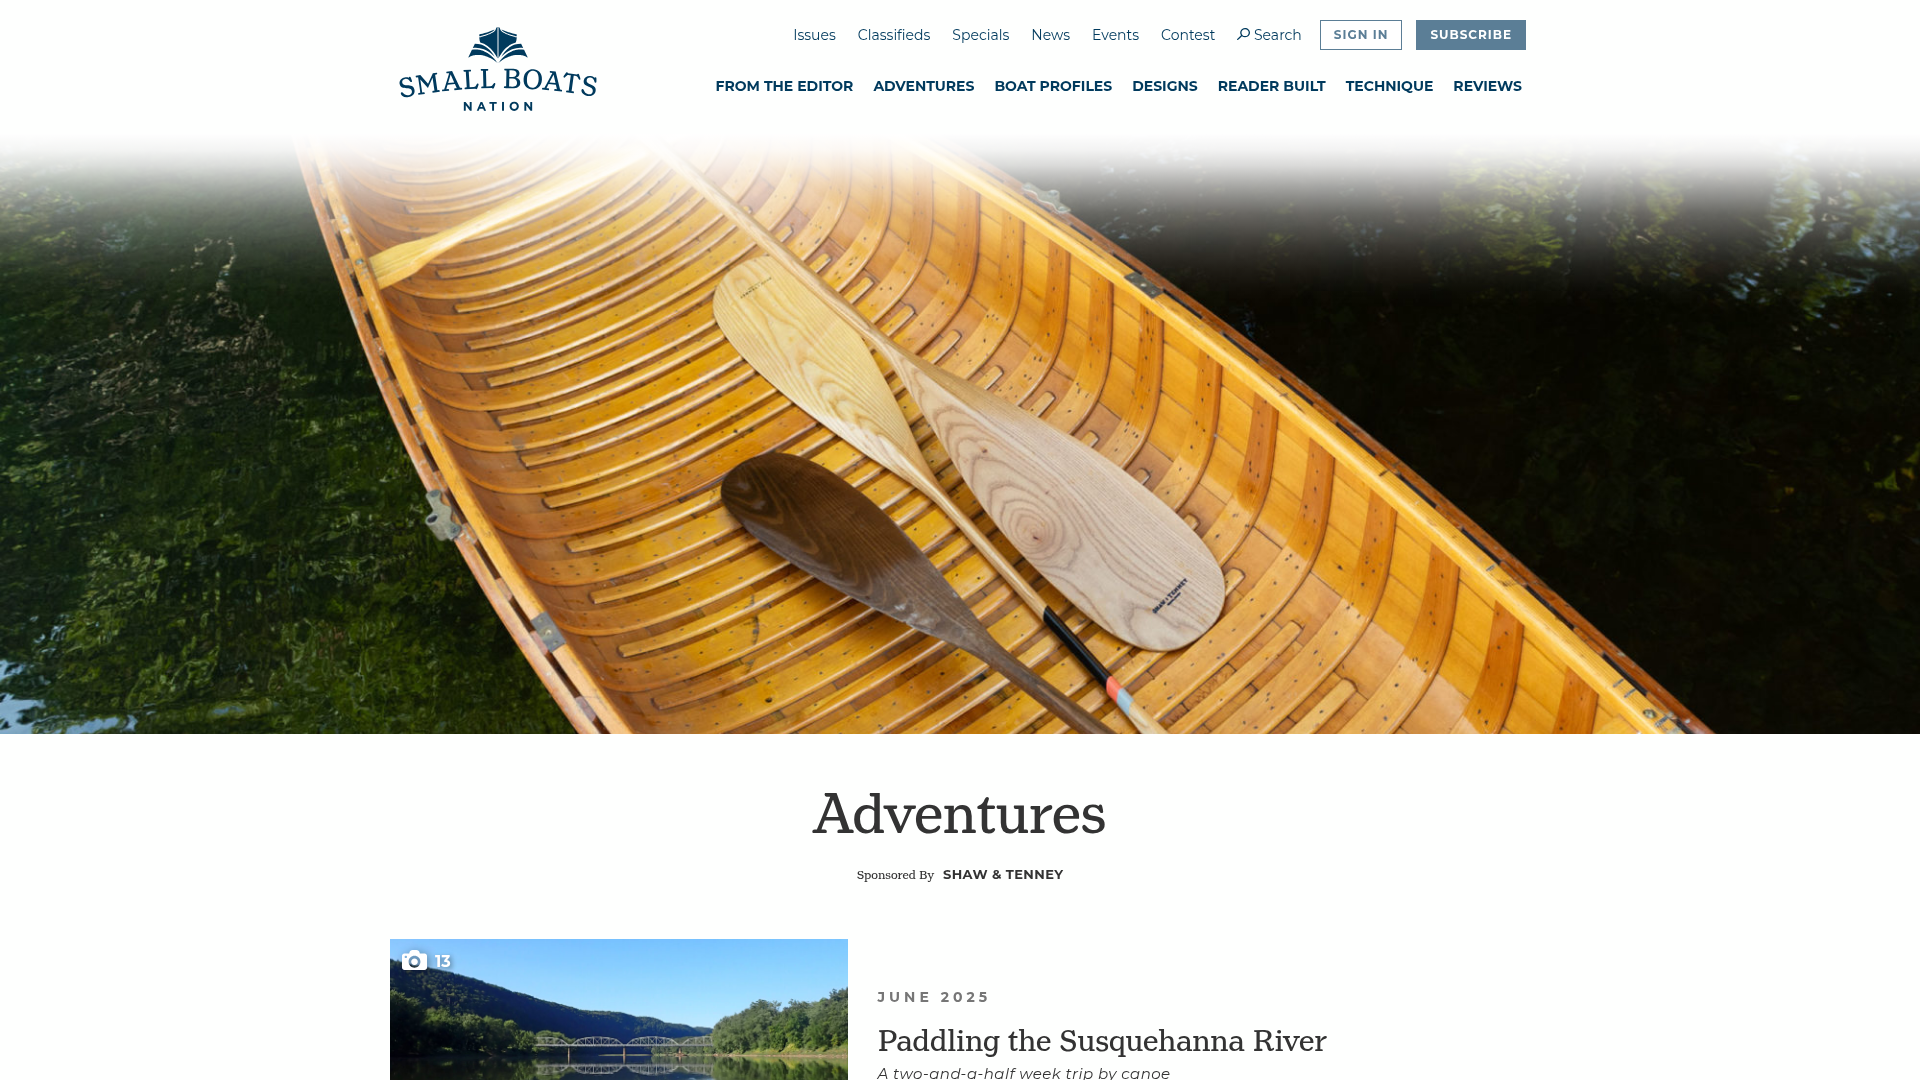 SMALL BOATS
NATION
Issues Classifieds Specials News Events Contest Search SIGN IN SUBSCRIBE
FROM THE EDITOR ADVENTURES BOAT PROFILES DESIGNS READER BUILT TECHNIQUE REVIEWS
SHAW & TENNEY
Adventures
Sponsored By SHAW & TENNEY
13
JUNE 2025
Paddling the Susquehanna River
A two-and-a-half week trip by canoe